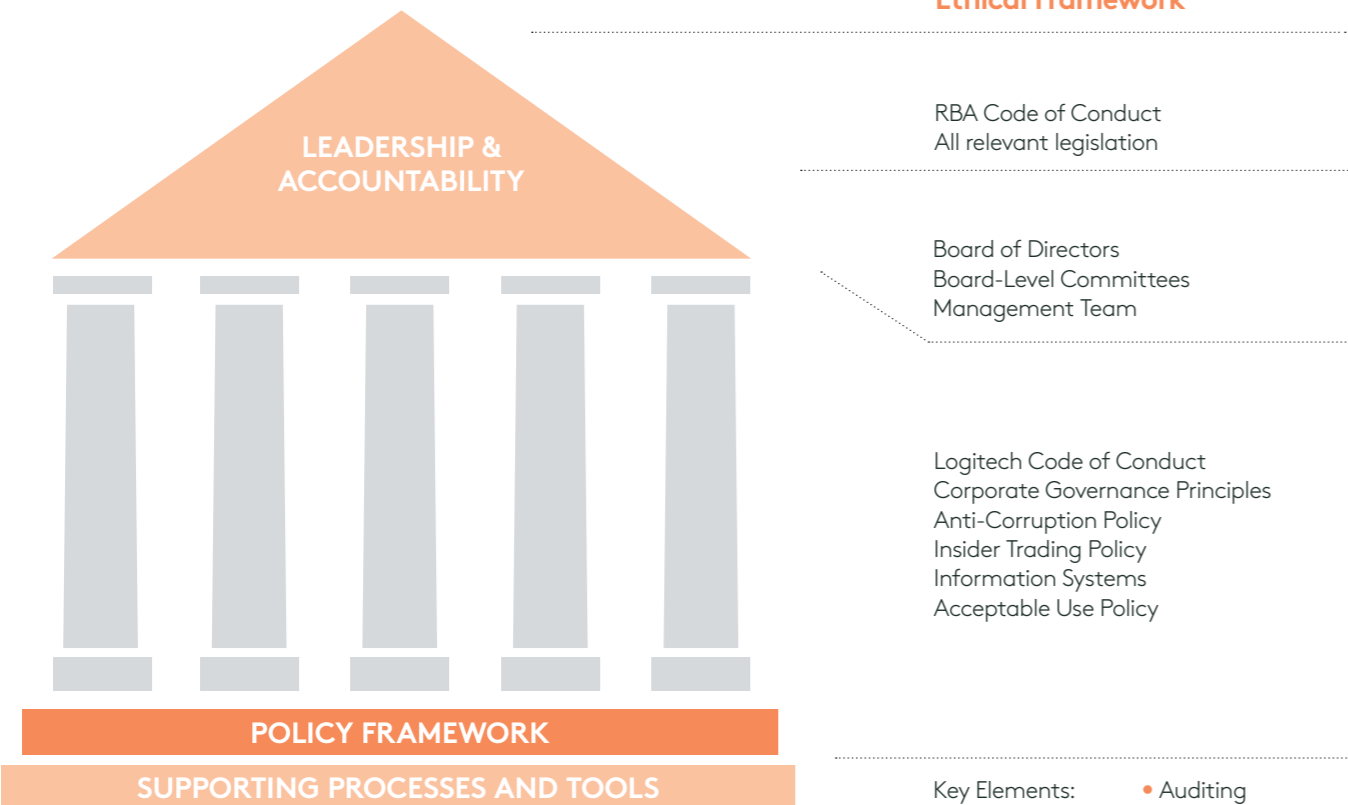 Ethical Framework
RBA Code of Conduct
All relevant legislation
LEADERSHIP &
ACCOUNTABILITY
Board of Directors
Board-Level Committees
Management Team
Logitech Code of Conduct
Corporate Governance Principles
Anti-Corruption Policy
Insider Trading Policy
Information Systems
Acceptable Use Policy
POLICY FRAMEWORK
SUPPORTING PROCESSES AND TOOLS
Key Elements: • Auditing